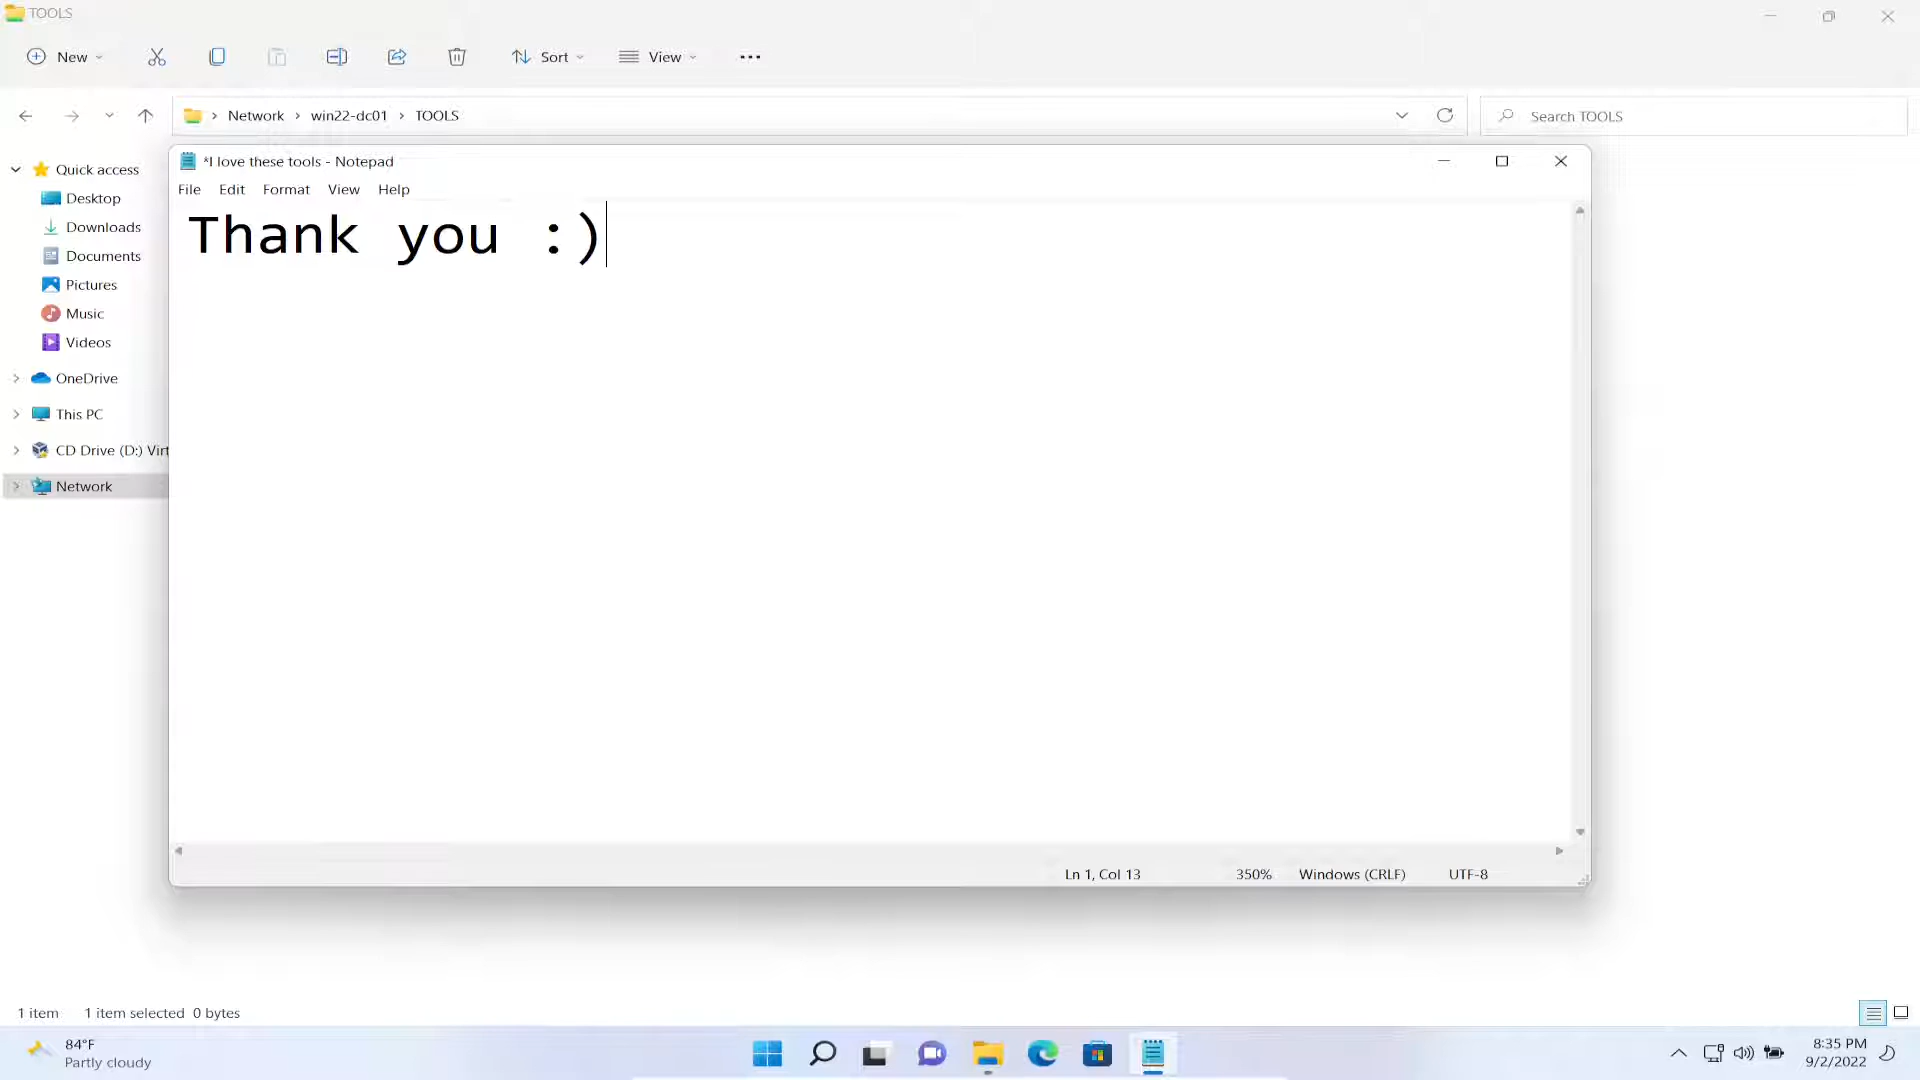 TOOLS
New
Sort
View
Network
win22-dc01
TOOLS
Search TOOLS
Quick access
Desktop
Downloads
Documents
Pictures
Music
Videos
OneDrive
This PC
CD Drive (D:) Virt
Network
*I love these tools - Notepad
File Edit Format View Help
Thank you :)
Ln 1, Col 13
350%
Windows (CRLF)
UTF-8
1 item
1 item selected 0 bytes
84°F
Partly cloudy
8:35 PM
9/2/2022